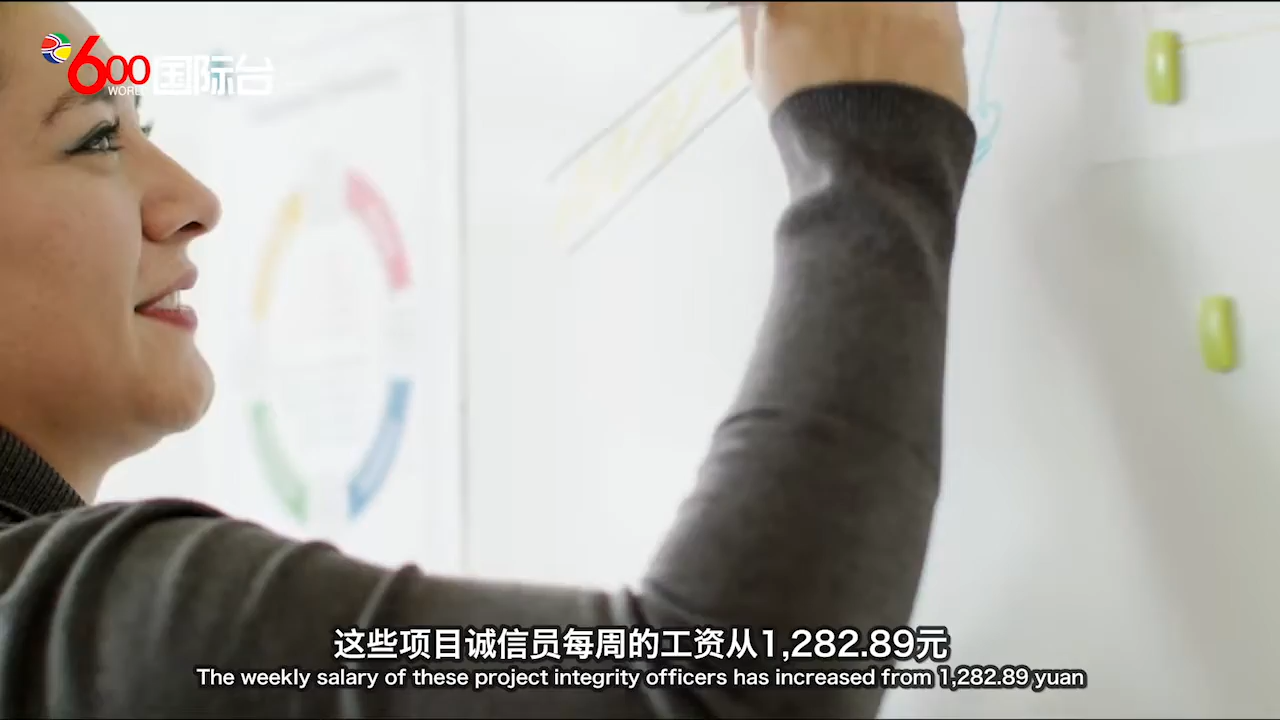 600
WORLD
国际台
这些项目诚信员每周的工资从1,282.89元
The weekly salary of these project integrity officers has increased from 1,282.89 yuan